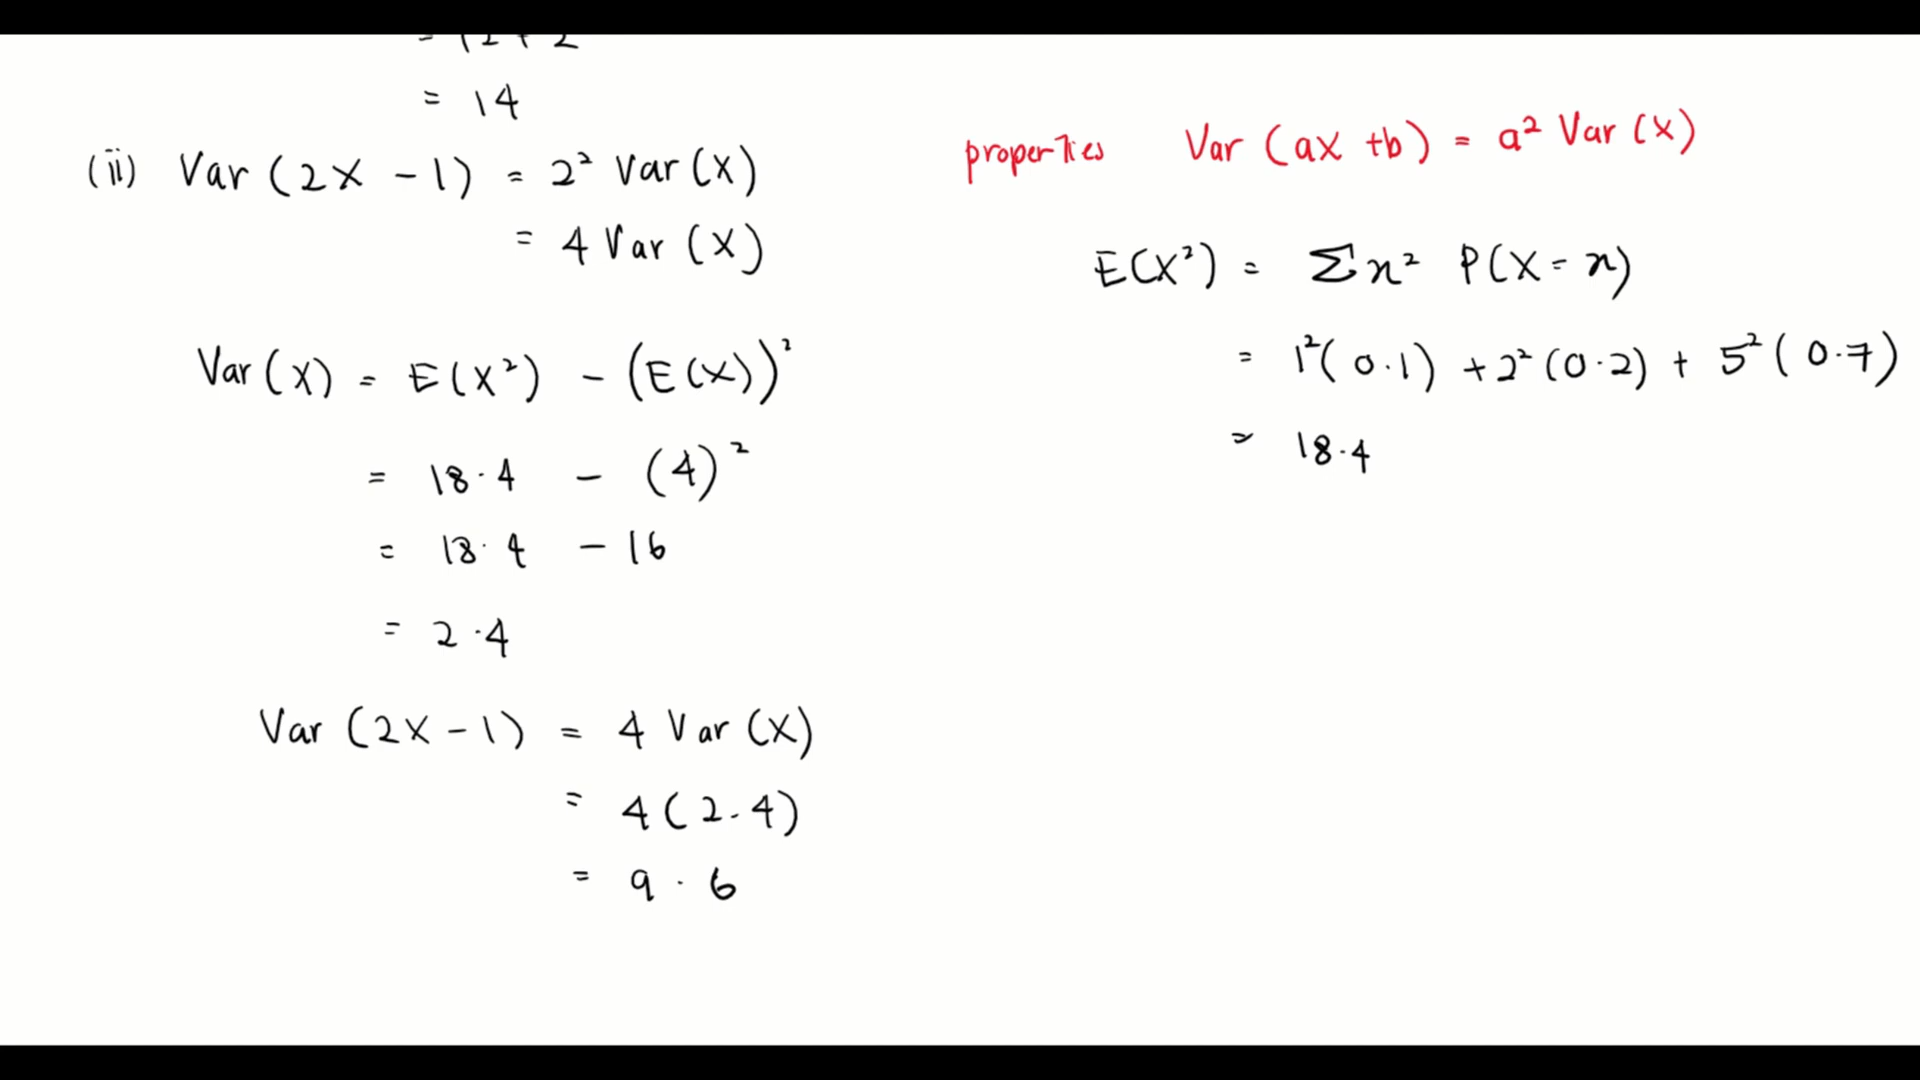 = 12 + 2
= 14
(ii) Var (2X - 1) = 2² Var (X)
= 4 Var (X)
Var (X) = E(X²) - (E(X))²
= 18.4 - (4)²
= 18.4 - 16
= 2.4
Var (2X - 1) = 4 Var (X)
= 4 (2.4)
= 9.6
properties Var (aX + b) = a² Var (X)
E(X²) = Σx² P(X = x)
= 1²(0.1) + 2²(0.2) + 5²(0.7)
= 18.4